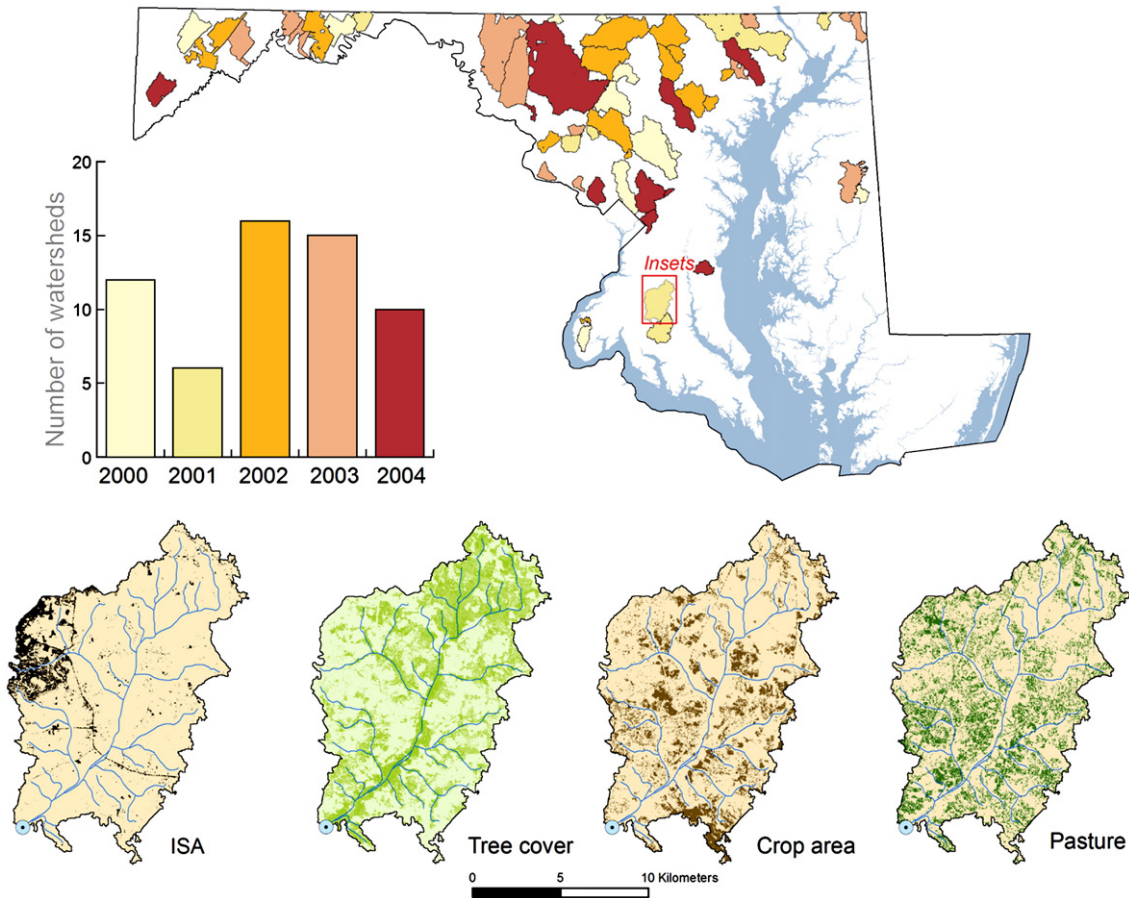 Insets
Number of watersheds
20
15
10
5
0
2000 2001 2002 2003 2004
ISA
Tree cover
Crop area
Pasture
0 5 10 Kilometers